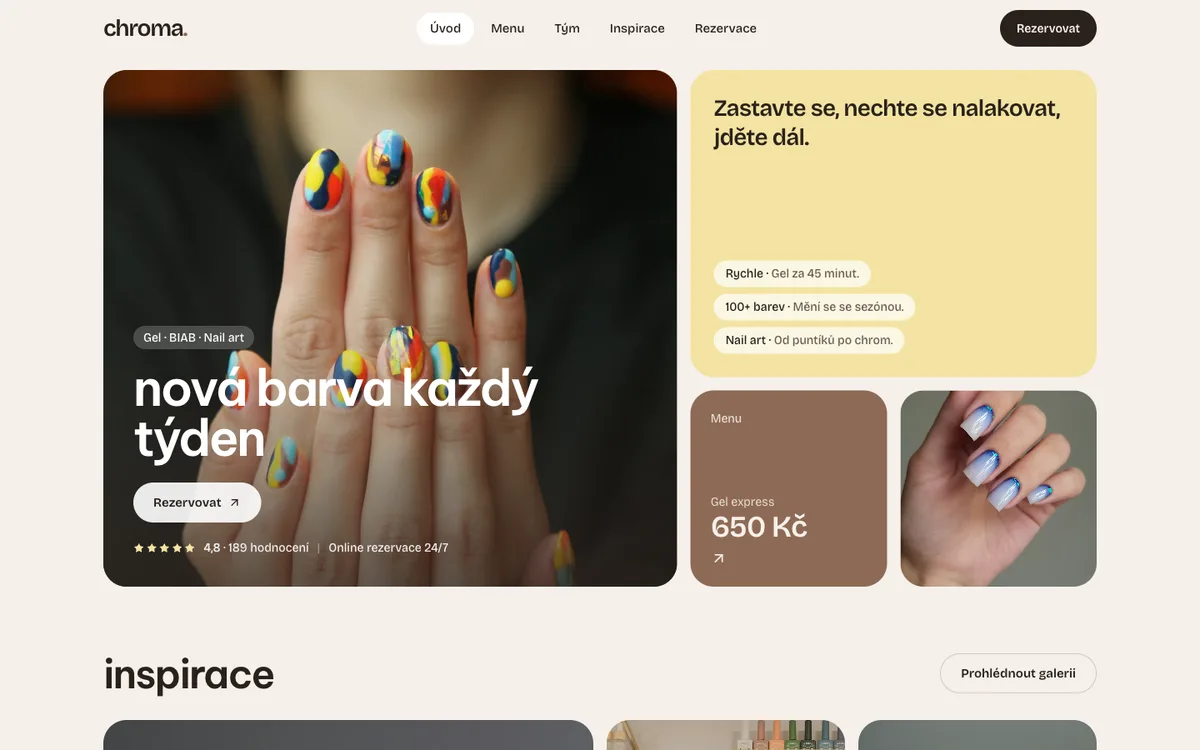 chroma.
Úvod
Menu
Tým
Inspirace
Rezervace
Rezervovat
Gel · BIAB · Nail art
nová barva každý
týden
Rezervovat
4,8 · 189 hodnocení | Online rezervace 24/7
Zastavte se, nechte se nalakovat,
jděte dál.
Rychle · Gel za 45 minut.
100+ barev · Mění se se sezónou.
Nail art · Od puntíků po chrom.
Menu
Gel express
650 Kč
inspirace
Prohlédnout galerii